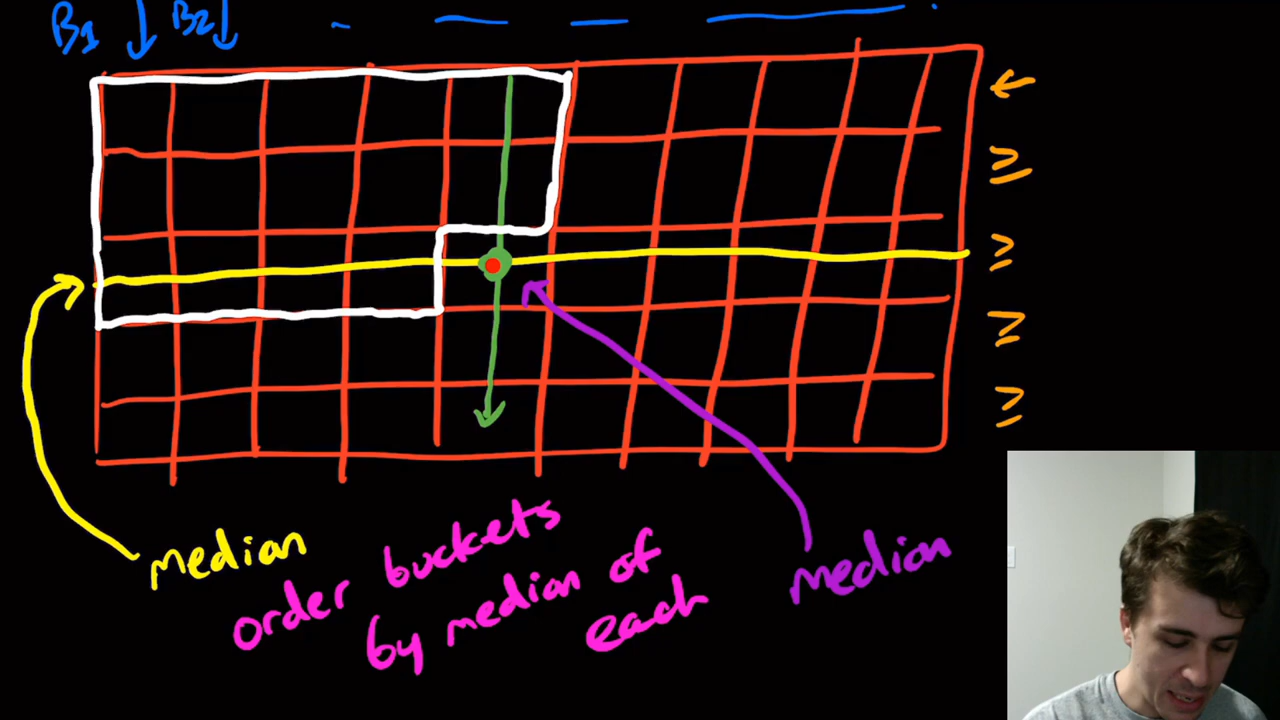 B1 ↓ B2 ↓
←
≥
≥
≥
≥
median
order buckets
by median of
each
median